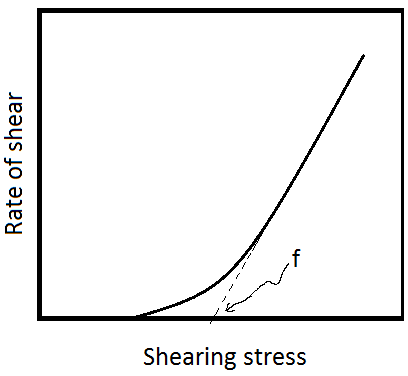 Rate of shear
f
Shearing stress